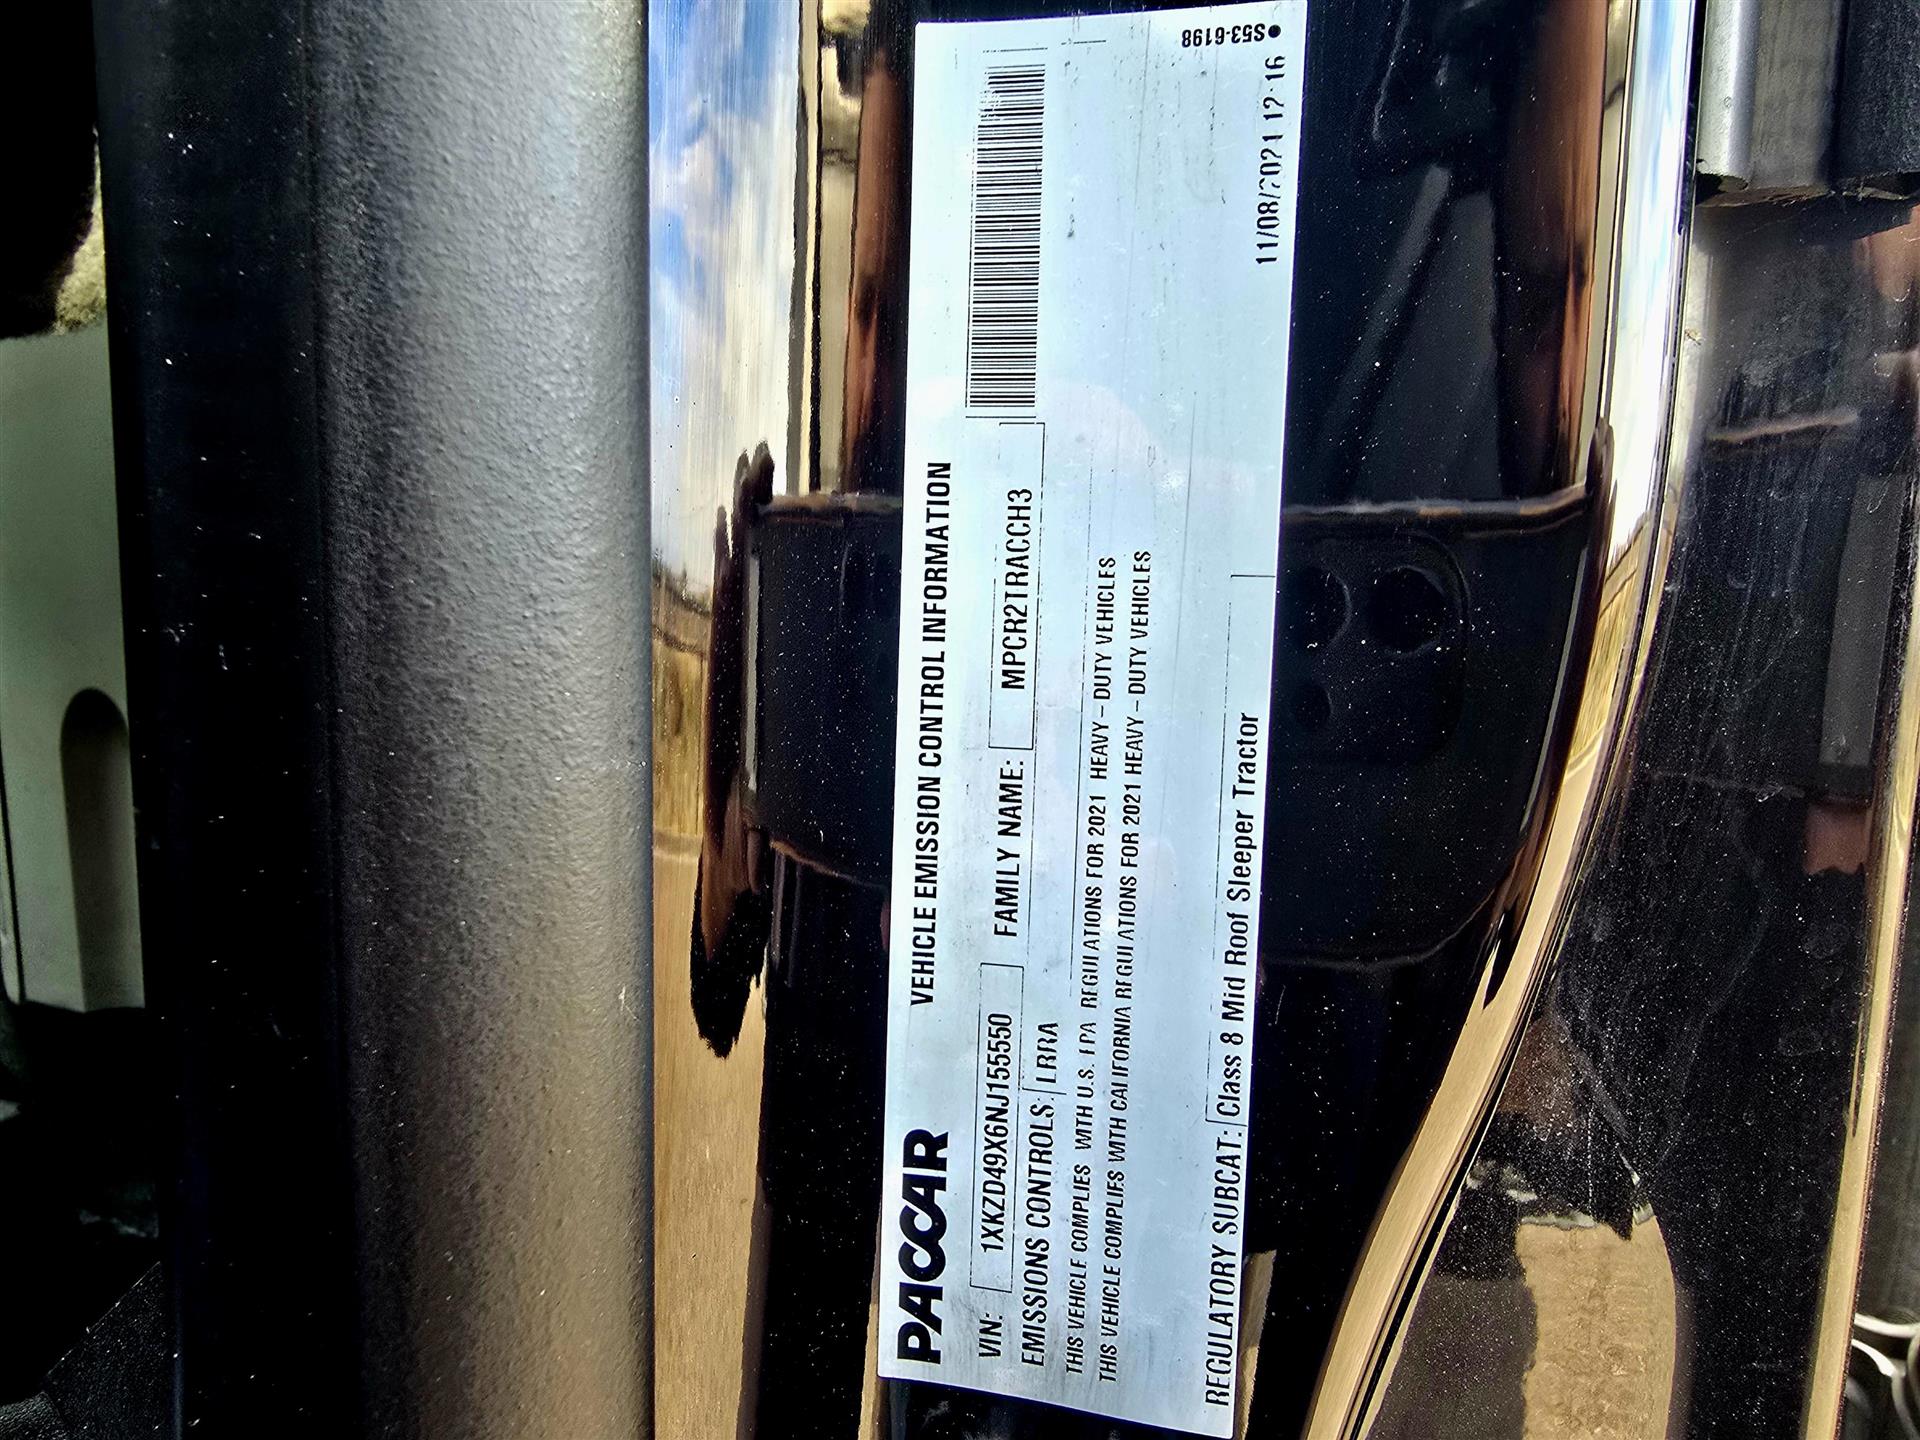 PACCAR VEHICLE EMISSION CONTROL INFORMATION
VIN: 1XKZD49X6NJ155550 FAMILY NAME: MPCR2TRACCH3
EMISSIONS CONTROLS: LRRA
THIS VEHICLE COMPLIES WITH U.S. EPA REGULATIONS FOR 2021 HEAVY-DUTY VEHICLES
THIS VEHICLE COMPLIES WITH CALIFORNIA REGULATIONS FOR 2021 HEAVY-DUTY VEHICLES
REGULATORY SUBCAT: Class 8 Mid Roof Sleeper Tractor
11/08/2021 12:16
•S53-6198